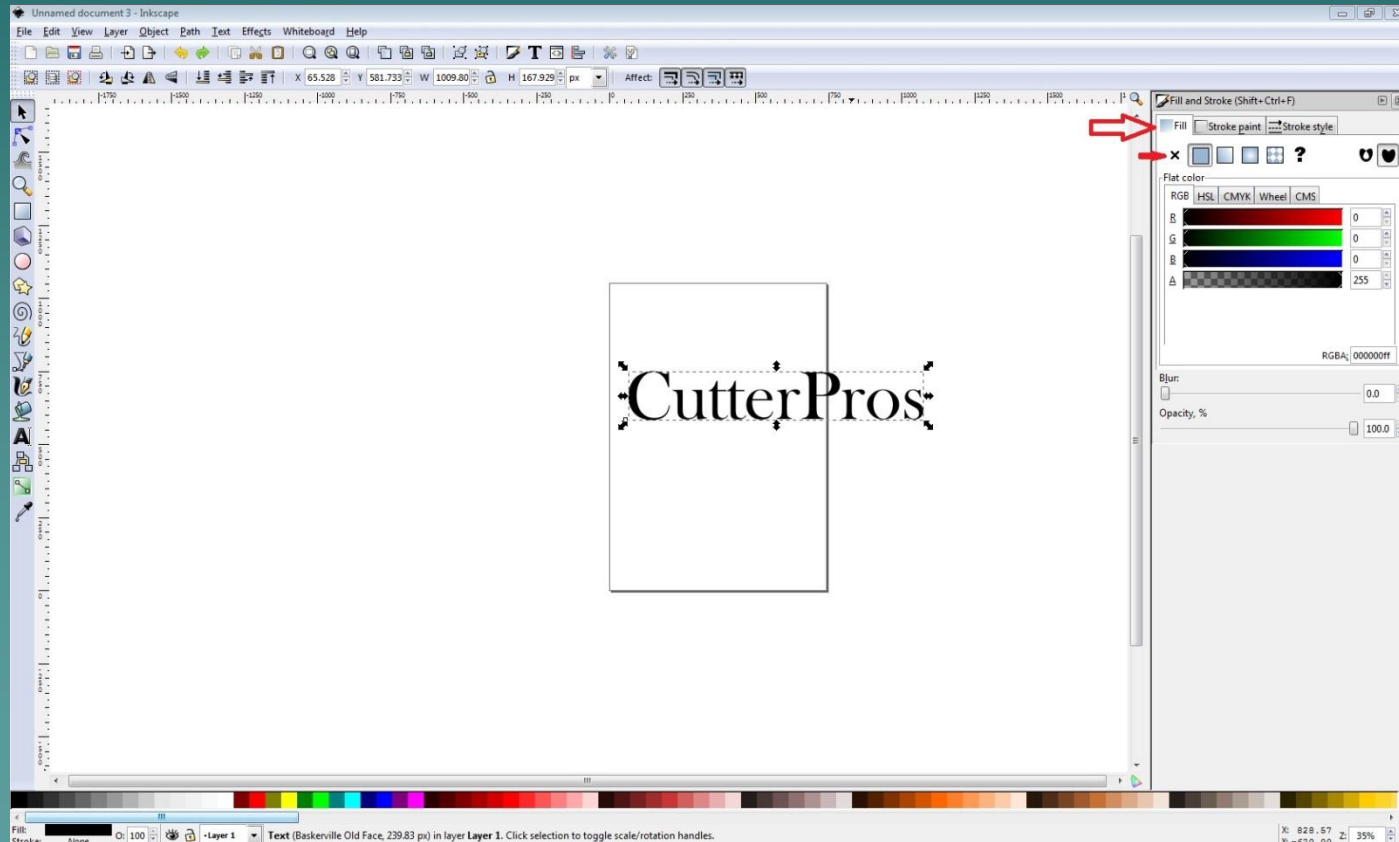 Unnamed document 3 - Inkscape
File Edit View Layer Object Path Text Effects Whiteboard Help
X 65.528 Y 581.733 W 1009.80 H 167.929 px Affect:
Fill and Stroke (Shift+Ctrl+F)
Fill Stroke paint Stroke style
?
Flat color
RGB HSL CMYK Wheel CMS
R 0
G 0
B 0
A 255
RGBA: 000000ff
Blur:
0.0
Opacity, %
100.0
CutterPros
Fill:
Stroke: None O: 100 Layer 1 Text (Baskerville Old Face, 239.83 px) in layer Layer 1. Click selection to toggle scale/rotation handles.
X: 828.57
Z: 35%